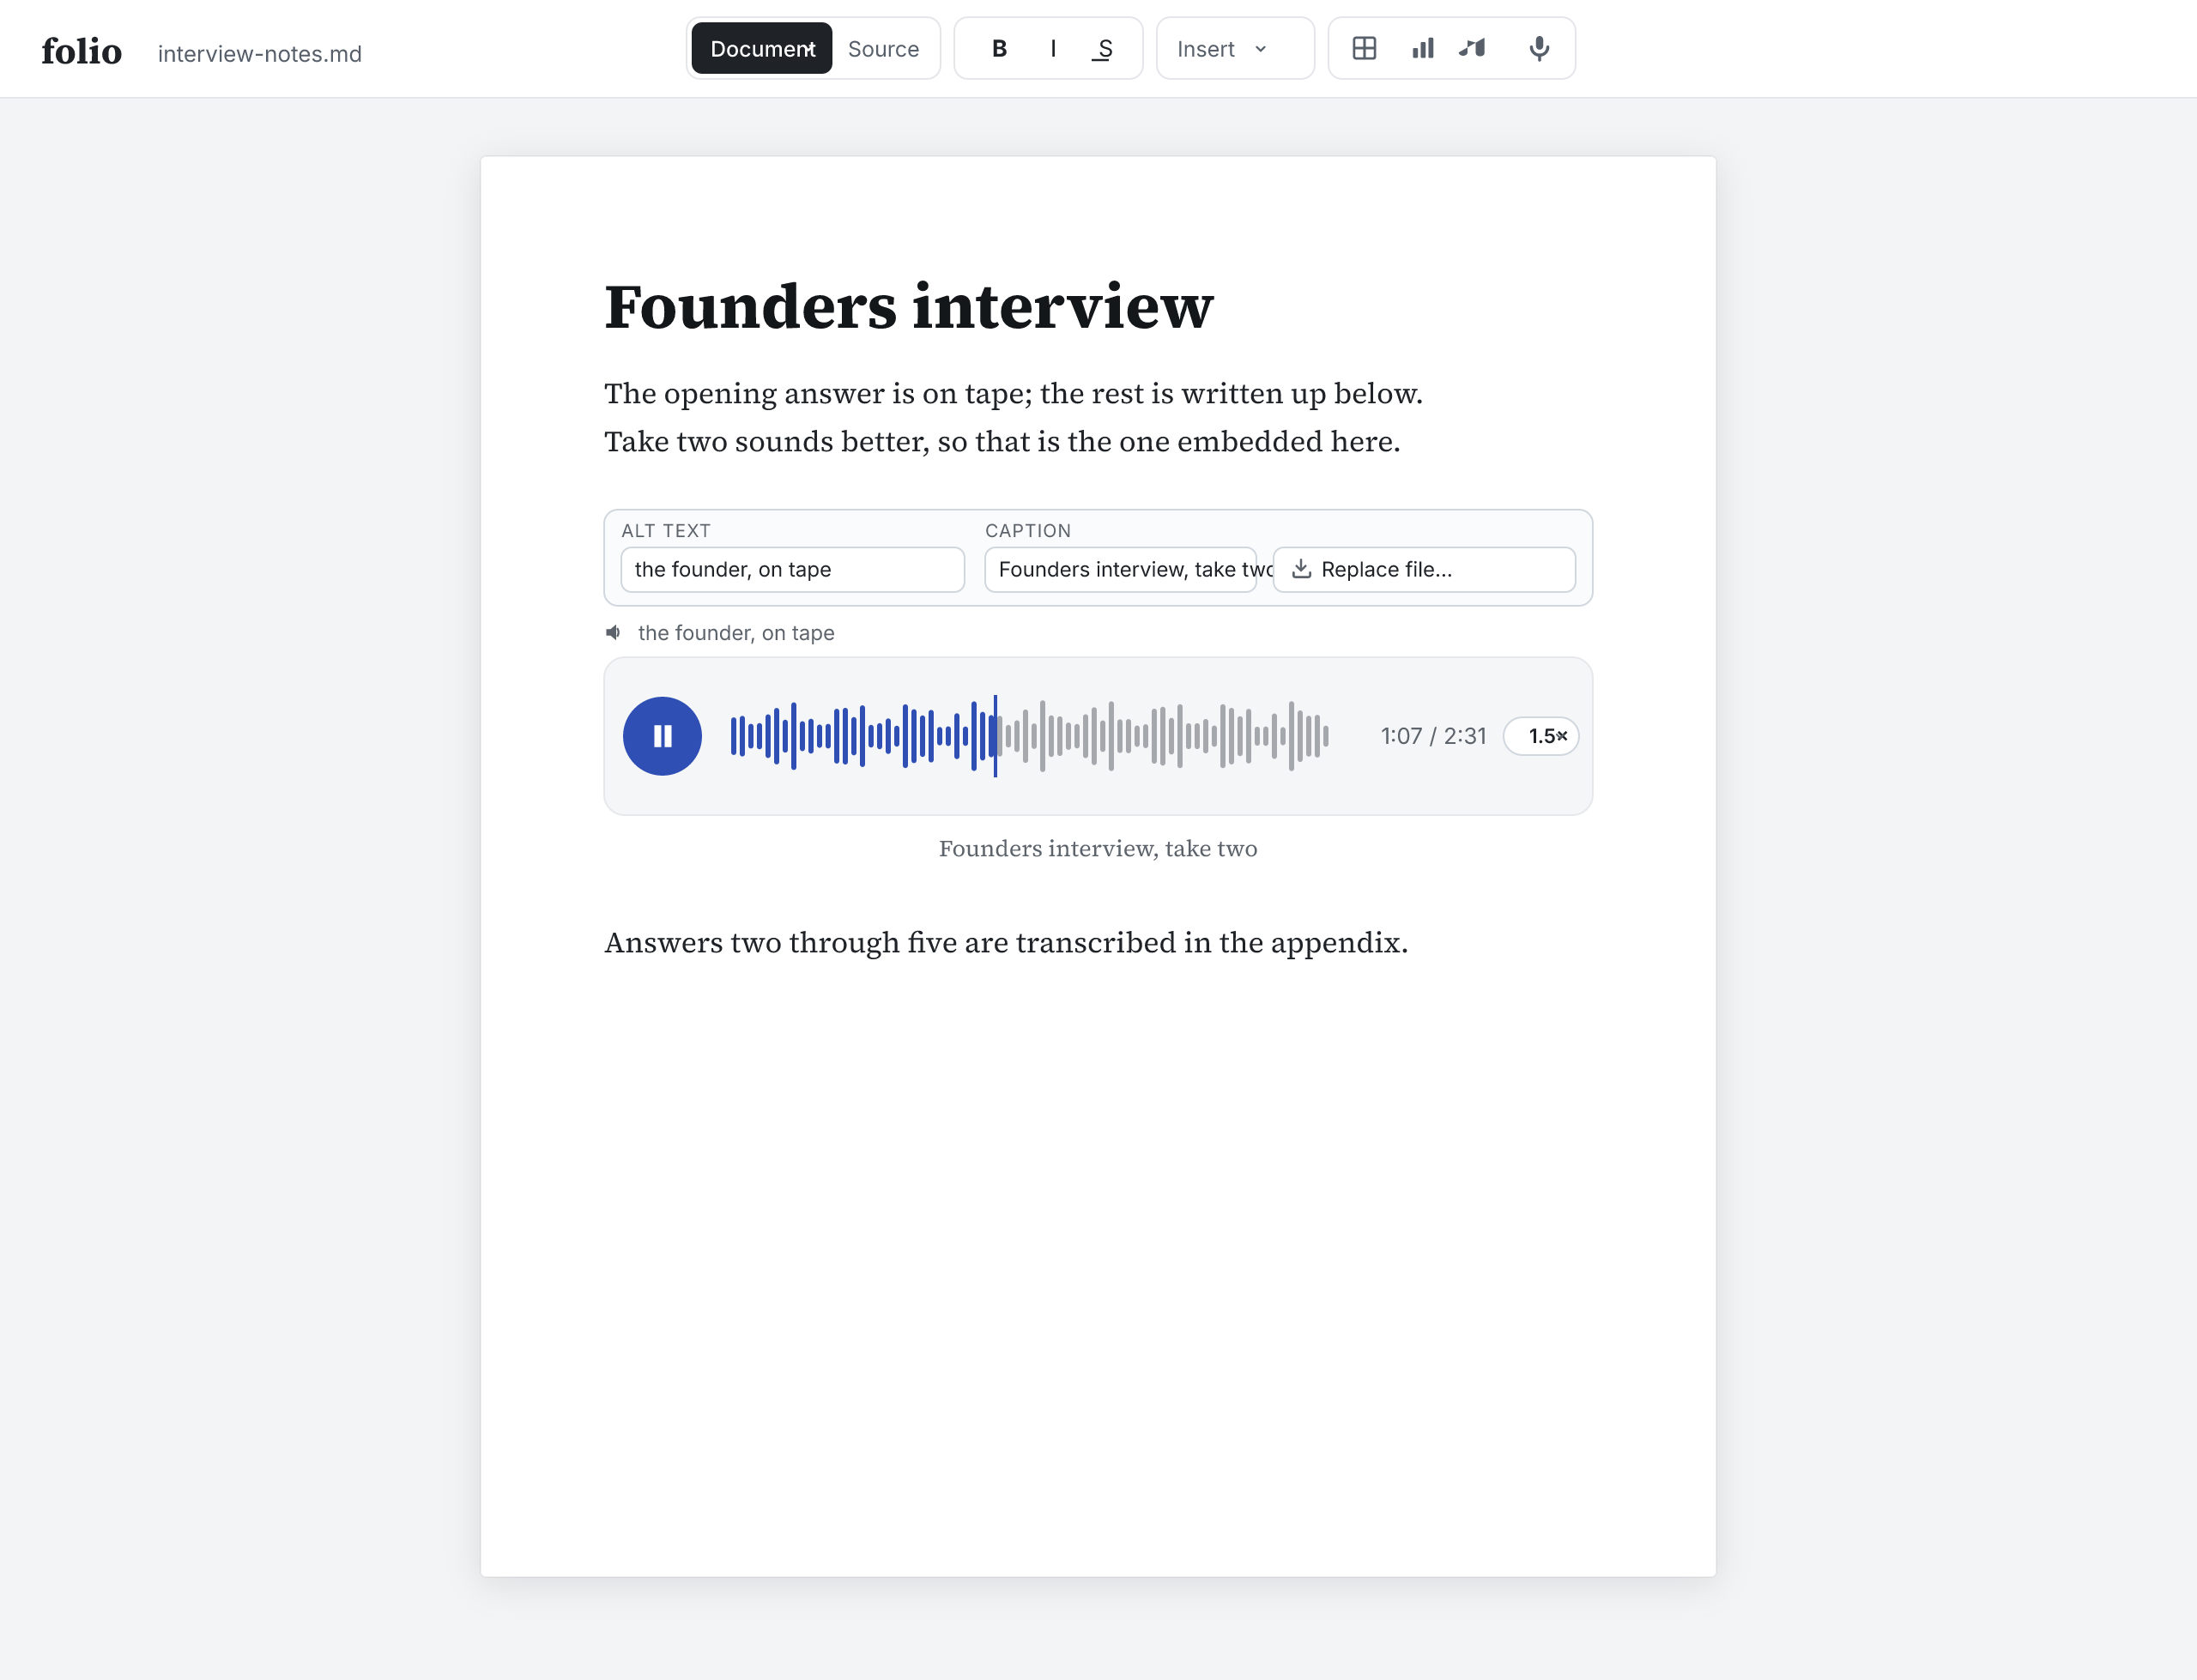 folio
interview-notes.md
Document
Source
B
I
S
Insert
Founders interview
The opening answer is on tape; the rest is written up below.
Take two sounds better, so that is the one embedded here.
ALT TEXT
CAPTION
the founder, on tape
Founders interview, take two
Replace file...
the founder, on tape
1:07 / 2:31
1.5×
Founders interview, take two
Answers two through five are transcribed in the appendix.